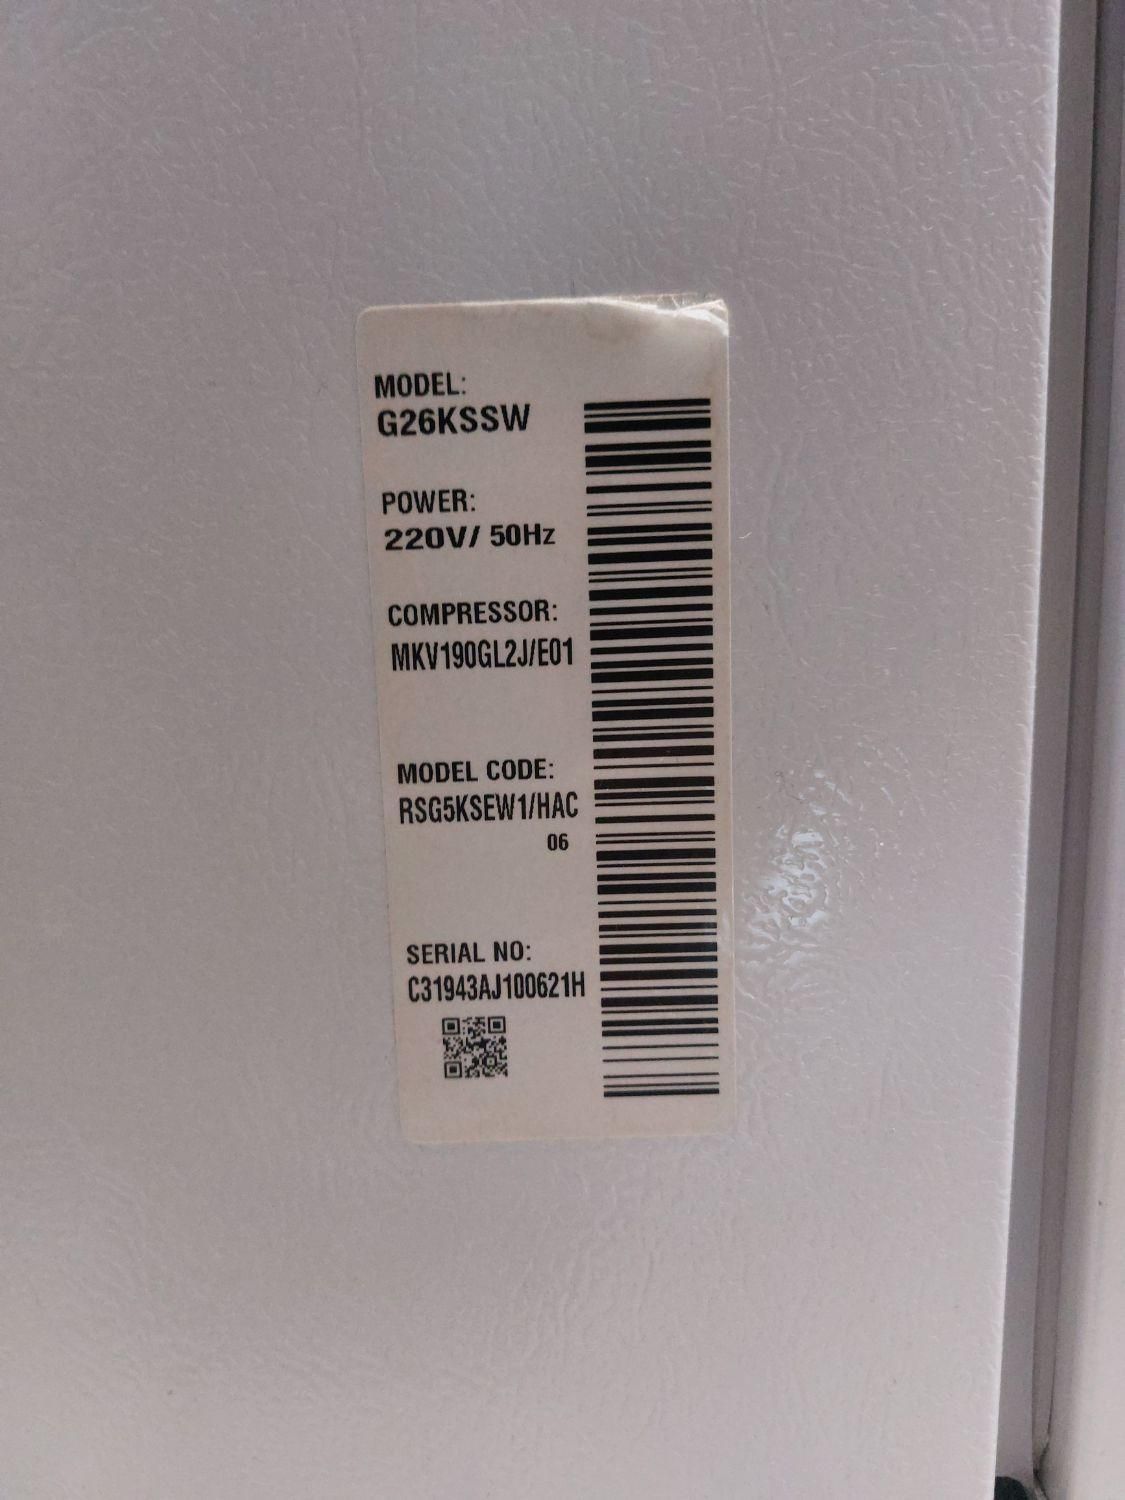 MODEL:
G26KSSW
POWER:
220V/ 50Hz
COMPRESSOR:
MKV190GL2J/E01
MODEL CODE:
RSG5KSEW1/HAC
06
SERIAL NO:
C31943AJ100621H